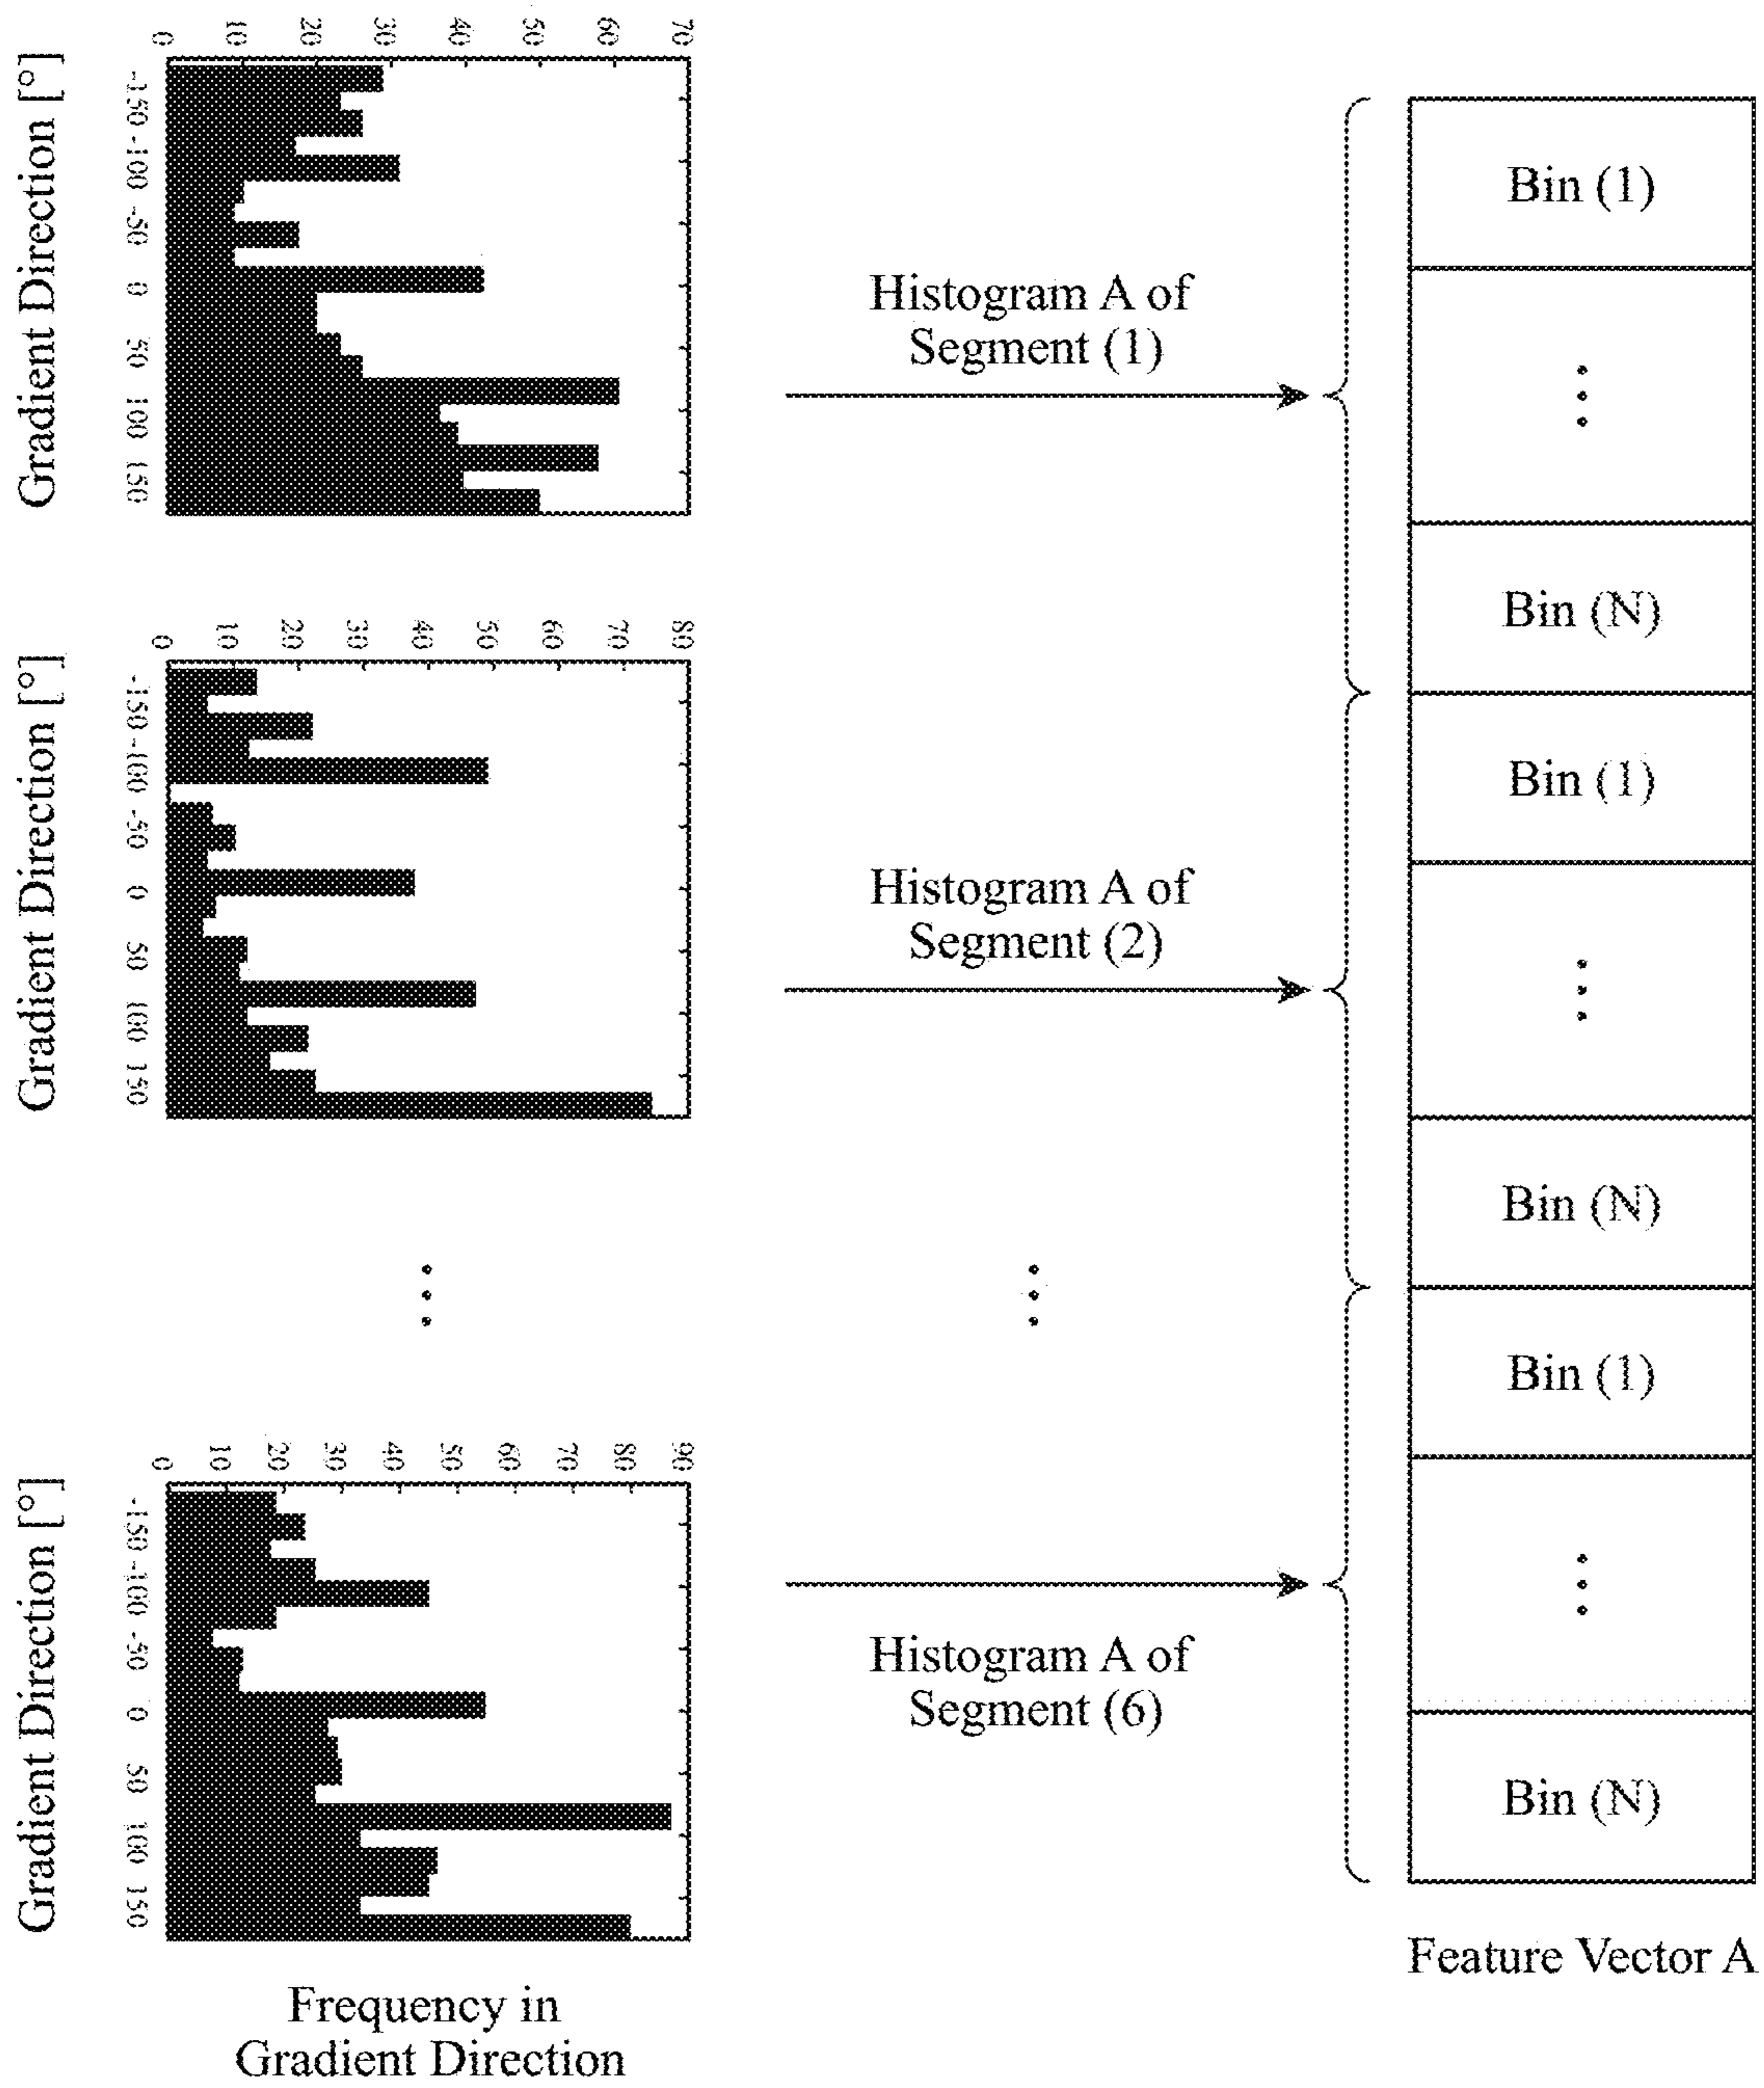 0 10 20 30 40 50 60 70
Gradient Direction [°]
-150 -100 -50 0 50 100 150
Histogram A of
Segment (1)
Bin (1)
Bin (N)
0 10 20 30 40 50 60 70 80
Gradient Direction [°]
-150 -100 -50 0 50 100 150
Histogram A of
Segment (2)
Bin (1)
Bin (N)
0 10 20 30 40 50 60 70 80 90
Gradient Direction [°]
-150 -100 -50 0 50 100 150
Histogram A of
Segment (6)
Bin (1)
Bin (N)
Frequency in
Gradient Direction
Feature Vector A